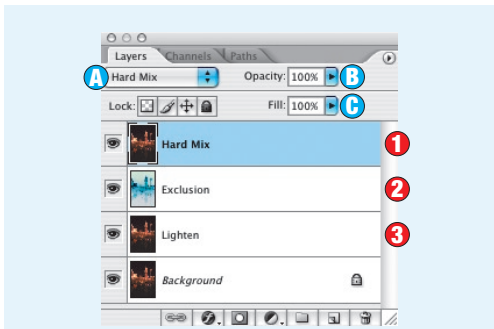 Layers Channels Paths
A Hard Mix Opacity: 100% B
Lock: Fill: 100% C
Hard Mix 1
Exclusion 2
Lighten 3
Background